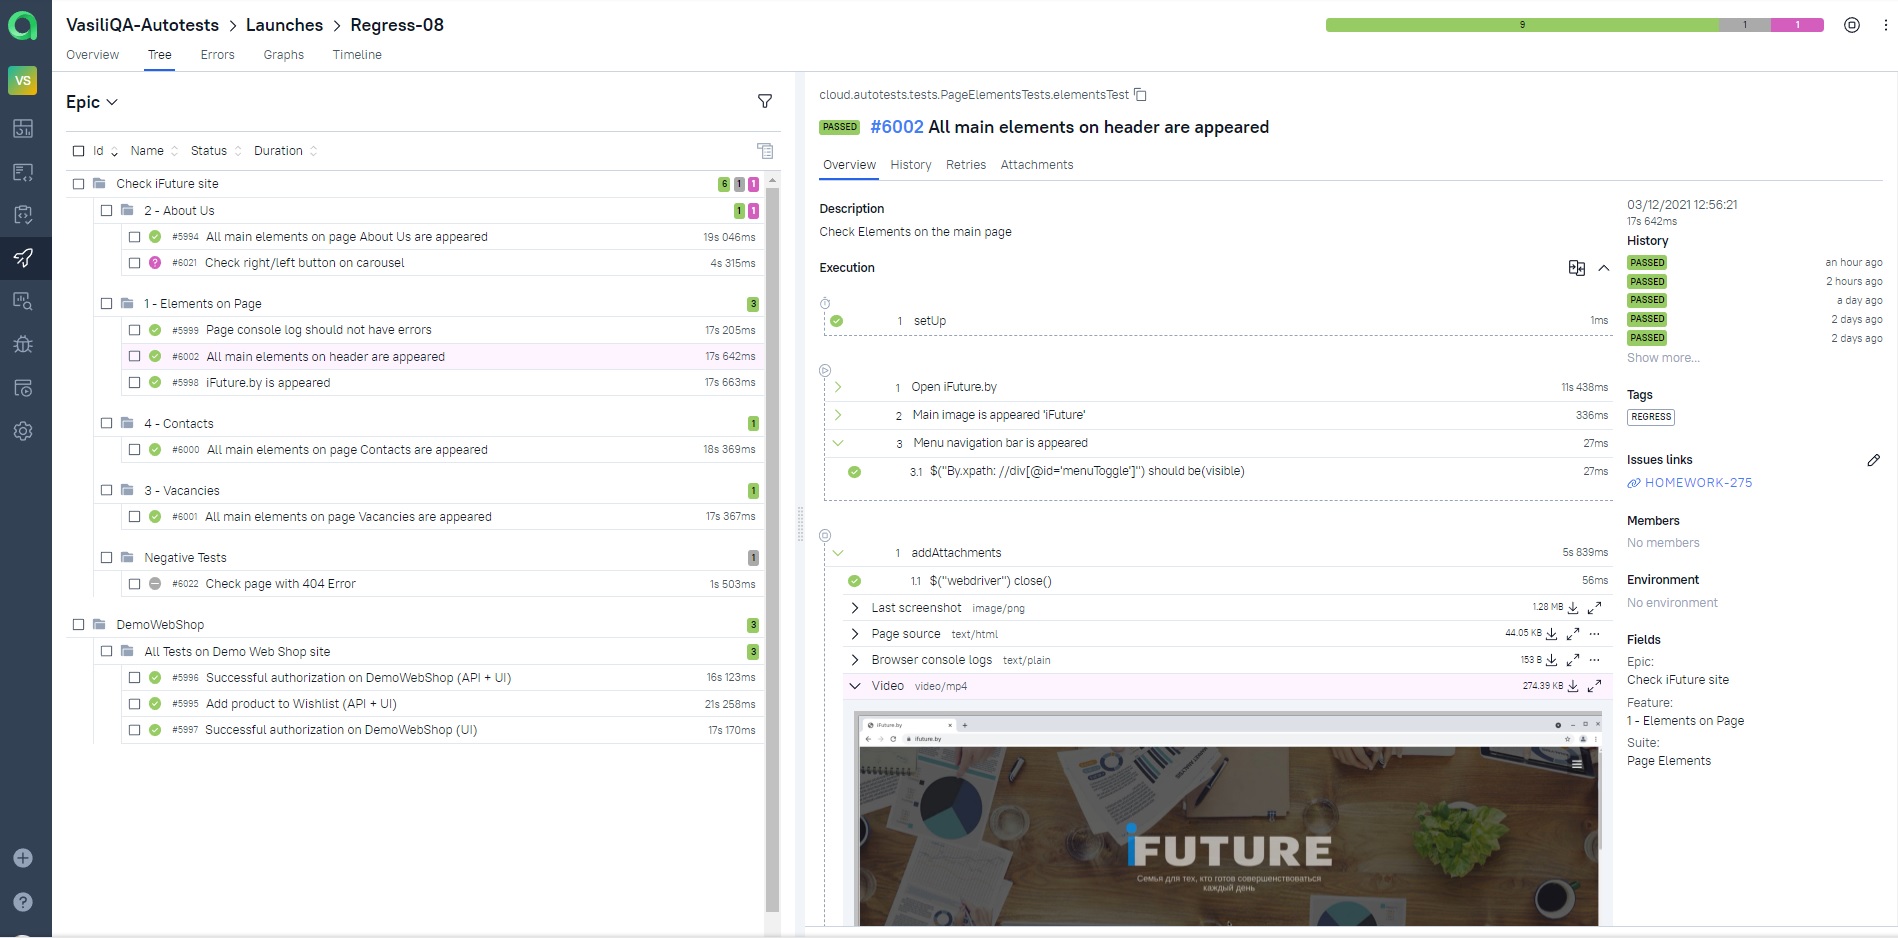 VasiliQA-Autotests > Launches > Regress-08
9 1 1
Overview Tree Errors Graphs Timeline
VS
Epic
Id Name Status Duration
Check iFuture site 6 1 1
2 - About Us 1 1
#5994 All main elements on page About Us are appeared 19s 046ms
? #6021 Check right/left button on carousel 4s 315ms
1 - Elements on Page 3
#5999 Page console log should not have errors 17s 205ms
#6002 All main elements on header are appeared 17s 642ms
#5998 iFuture.by is appeared 17s 663ms
4 - Contacts 1
#6000 All main elements on page Contacts are appeared 18s 369ms
3 - Vacancies 1
#6001 All main elements on page Vacancies are appeared 17s 367ms
Negative Tests 1
#6022 Check page with 404 Error 1s 503ms
DemoWebShop 3
All Tests on Demo Web Shop site 3
#5996 Successful authorization on DemoWebShop (API + UI) 16s 123ms
#5995 Add product to Wishlist (API + UI) 21s 258ms
#5997 Successful authorization on DemoWebShop (UI) 17s 170ms
cloud.autotests.tests.PageElementsTests.elementsTest
PASSED #6002 All main elements on header are appeared
Overview History Retries Attachments
Description
Check Elements on the main page
Execution
1 setUp 1ms
1 Open iFuture.by 11s 438ms
2 Main image is appeared 'iFuture' 336ms
3 Menu navigation bar is appeared 27ms
3.1 $("By.xpath: //div[@id='menuToggle']") should be(visible) 27ms
1 addAttachments 5s 839ms
1.1 $("webdriver") close() 56ms
Last screenshot image/png 1.28 MB
Page source text/html 44.05 KB
Browser console logs text/plain 153 B
Video video/mp4 274.39 KB
iFuture.by
ifuture.by
iFUTURE
Семья для тех, кто готов совершенствоваться
каждый день
03/12/2021 12:56:21
17s 642ms
History
PASSED an hour ago
PASSED 2 hours ago
PASSED a day ago
PASSED 2 days ago
PASSED 2 days ago
Show more...
Tags
REGRESS
Issues links
HOMEWORK-275
Members
No members
Environment
No environment
Fields
Epic:
Check iFuture site
Feature:
1 - Elements on Page
Suite:
Page Elements